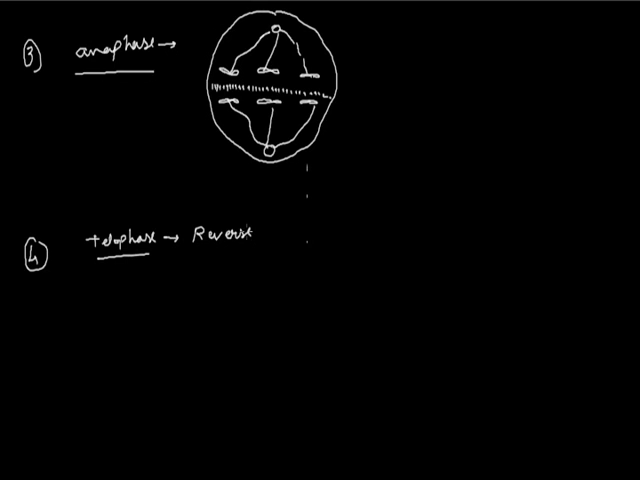 3) anaphase →
4 telophase → Reverse